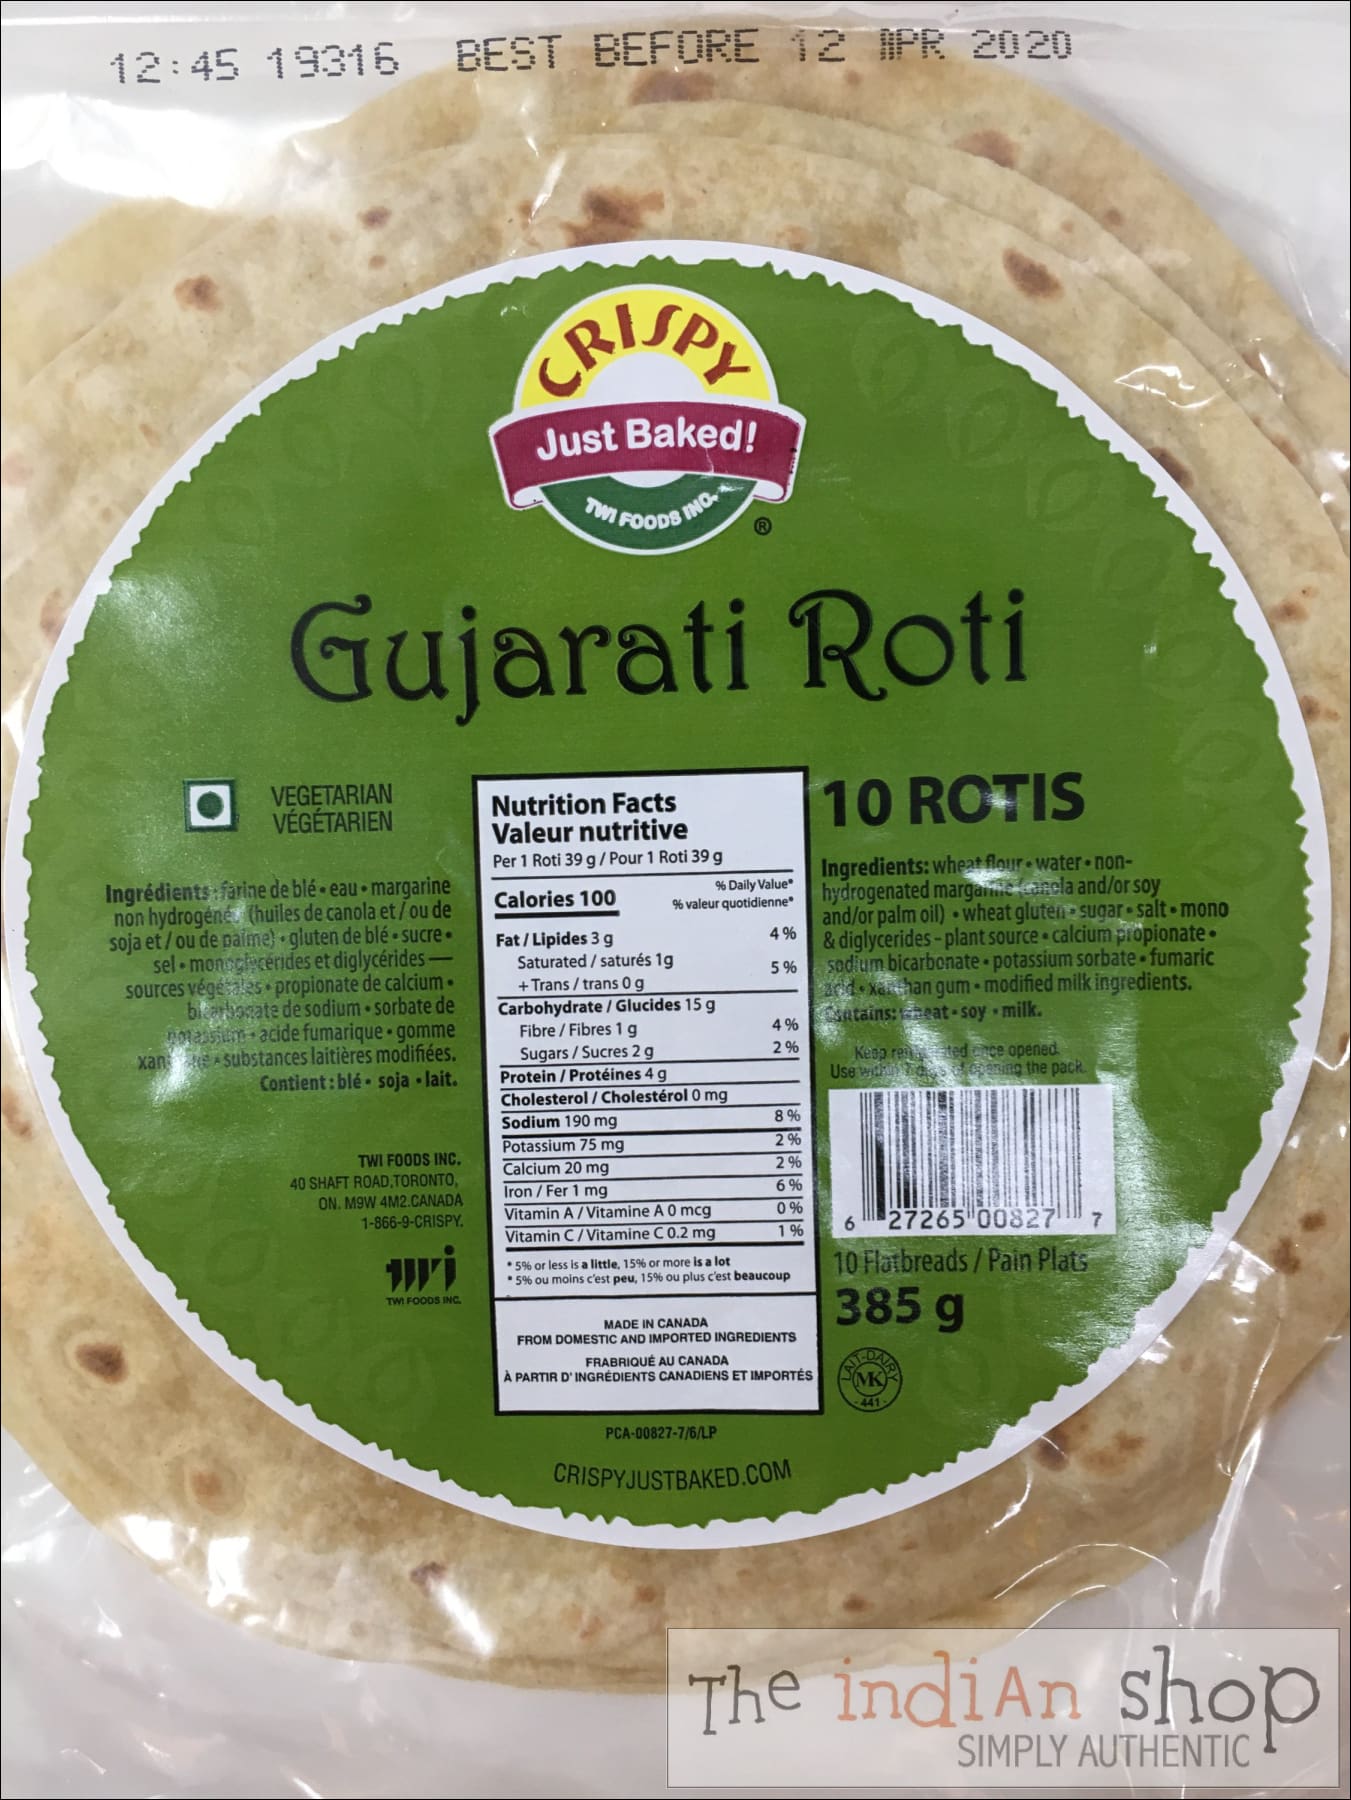 12:45 19316 BEST BEFORE 12 APR 2020
CRISPY
Just Baked!
TWI FOODS INC.
®
Gujarati Roti
VEGETARIAN
VÉGÉTARIEN
Ingrédients : farine de blé • eau • margarine
non hydrogénée (huiles de canola et / ou de
soja et / ou de palme) • gluten de blé • sucre •
sel • monoglycérides et diglycérides —
sources végétales • propionate de calcium •
bicarbonate de sodium • sorbate de
potassium • acide fumarique • gomme
substances laitières modifiées.
Contient : blé • soja • lait.
TWI FOODS INC.
40 SHAFT ROAD,TORONTO,
ON. M9W 4M2.CANADA
1-866-9-CRISPY.
TWI FOODS INC.
Nutrition Facts
Valeur nutritive
Per 1 Roti 39 g / Pour 1 Roti 39 g
Calories 100
% Daily Value*
% valeur quotidienne*
Fat / Lipides 3 g 4 %
Saturated / saturés 1g
+ Trans / trans 0 g 5 %
Carbohydrate / Glucides 15 g
Fibre / Fibres 1 g 4 %
Sugars / Sucres 2 g 2 %
Protein / Protéines 4 g
Cholesterol / Cholestérol 0 mg
Sodium 190 mg 8 %
Potassium 75 mg 2 %
Calcium 20 mg 2 %
Iron / Fer 1 mg 6 %
Vitamin A / Vitamine A 0 mcg 0 %
Vitamin C / Vitamine C 0.2 mg 1 %
* 5% or less is a little, 15% or more is a lot
* 5% ou moins c'est peu, 15% ou plus c'est beaucoup
MADE IN CANADA
FROM DOMESTIC AND IMPORTED INGREDIENTS
FRABRIQUÉ AU CANADA
À PARTIR D' INGRÉDIENTS CANADIENS ET IMPORTÉS
PCA-00827-7/6/LP
CRISPYJUSTBAKED.COM
10 ROTIS
Ingredients: wheat flour • water • non-
hydrogenated margarine (canola and/or soy
and/or palm oil) • wheat gluten • sugar • salt • mono
& diglycerides - plant source • calcium propionate •
sodium bicarbonate • potassium sorbate • fumaric
acid • xanthan gum • modified milk ingredients.
Contains: wheat • soy • milk.
Keep refrigerated once opened.
Use within 7 days of opening the pack.
6 27265 00827 7
10 Flatbreads / Pain Plats
385 g
LAIT-DAIRY
MK
- 441 -
The indiAn shop
SIMPLY AUTHENTIC